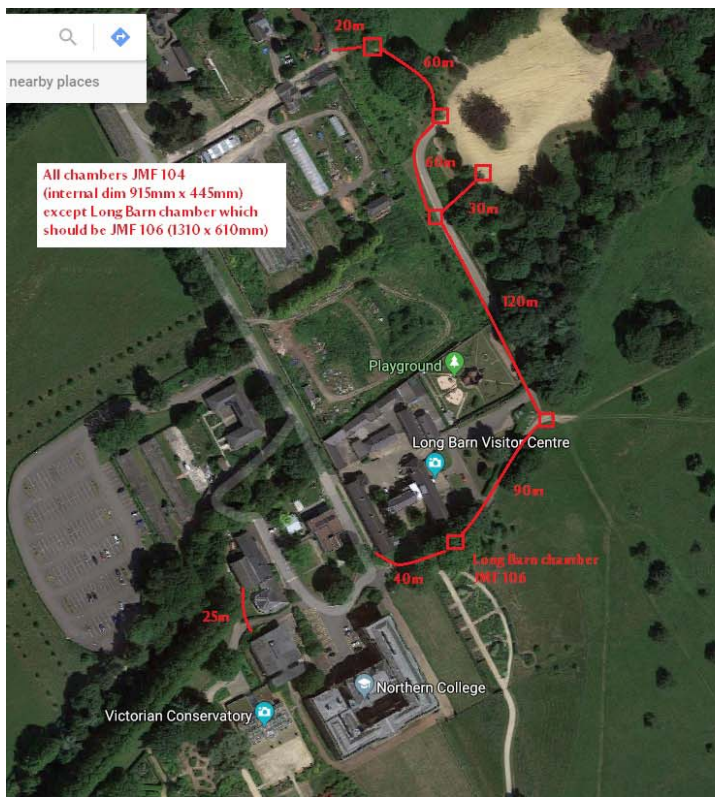 20m
60m
nearby places
All chambers JMF 104
(internal dim 915mm x 445mm)
except Long Barn chamber which
should be JMF 106 (1310 x 610mm)
60m
30m
120m
Playground
Long Barn Visitor Centre
90m
Long Barn chamber
JMF 106
40m
25m
Northern College
Victorian Conservatory